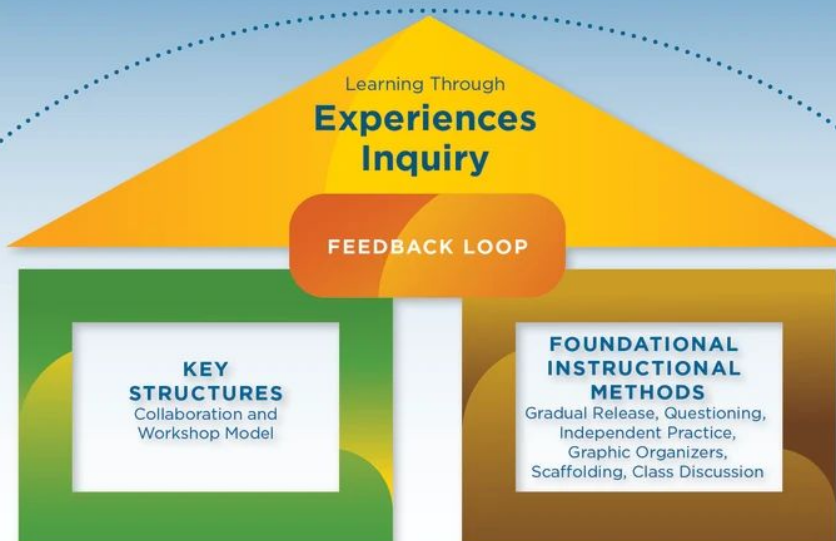 Learning Through
Experiences
Inquiry
FEEDBACK LOOP
KEY
STRUCTURES
Collaboration and
Workshop Model
FOUNDATIONAL
INSTRUCTIONAL
METHODS
Gradual Release, Questioning,
Independent Practice,
Graphic Organizers,
Scaffolding, Class Discussion